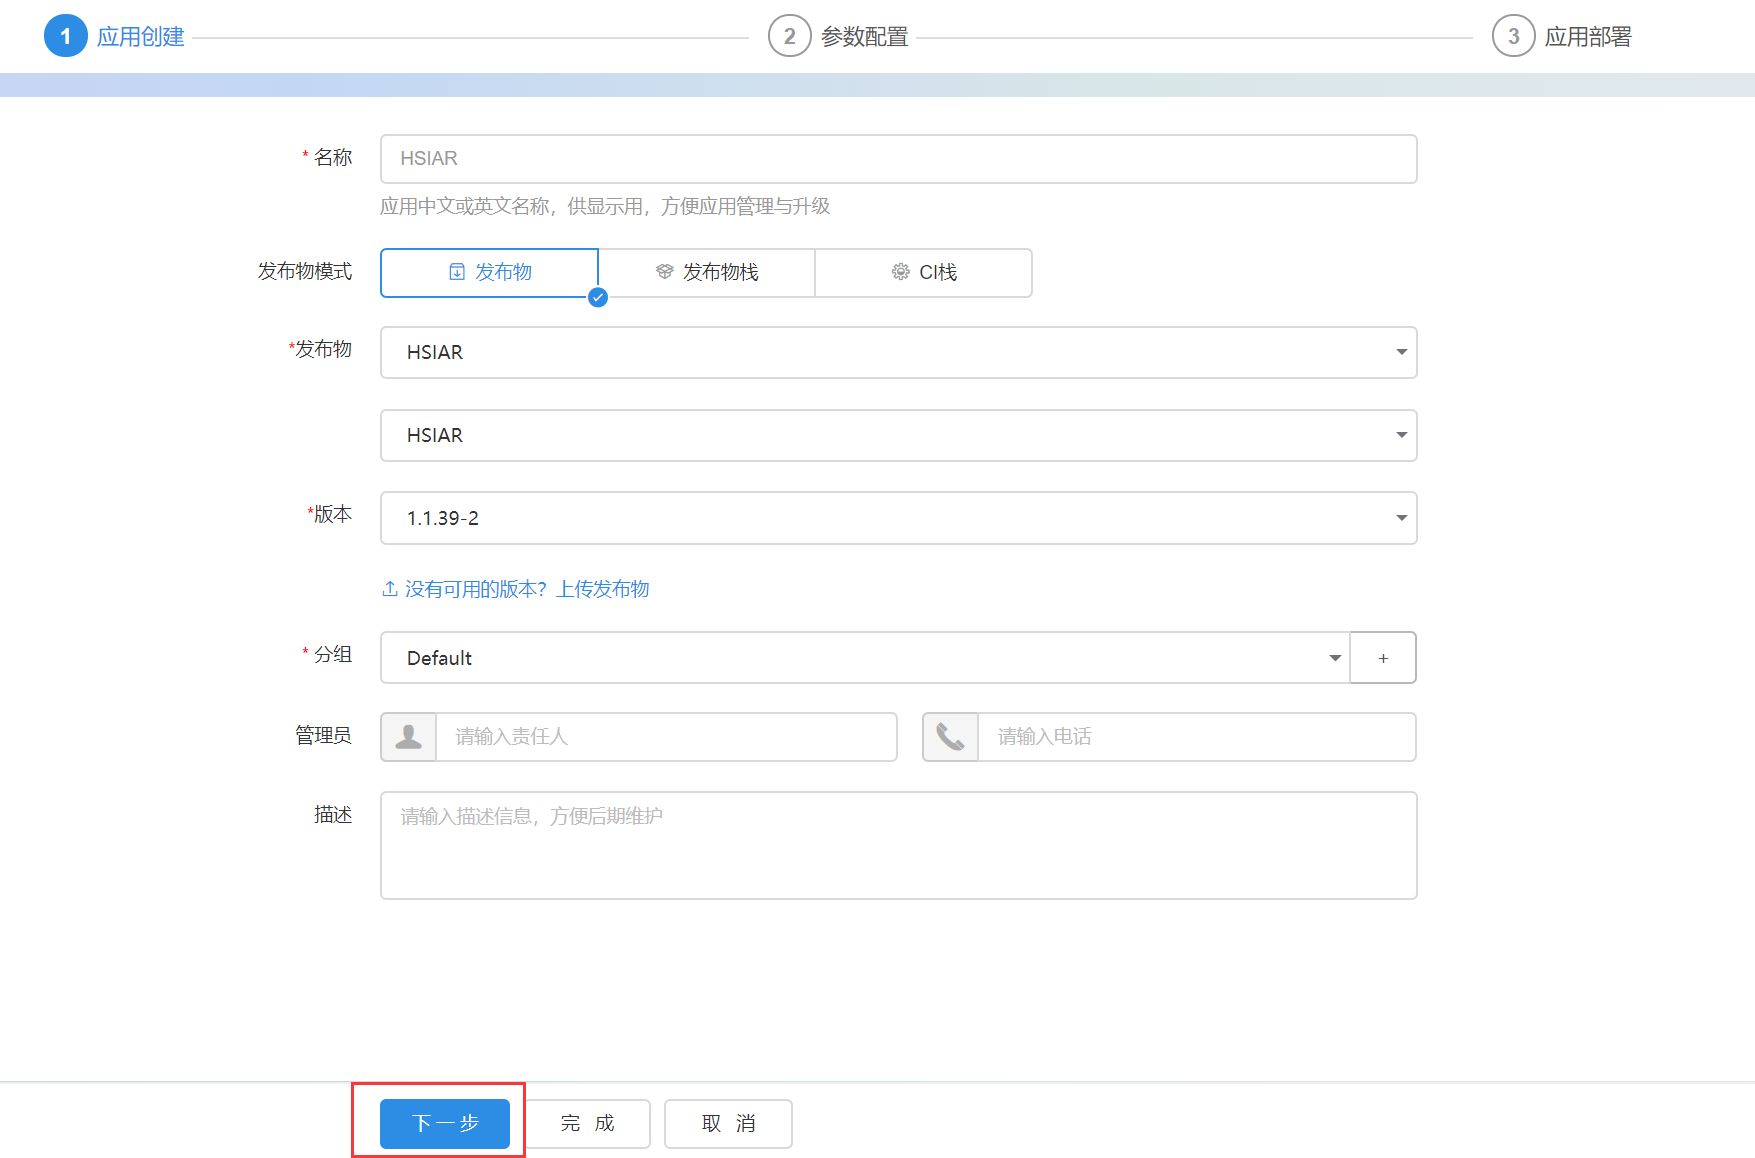 1 应用创建 2 参数配置 3 应用部署
* 名称 HSIAR
应用中文或英文名称，供显示用，方便应用管理与升级
发布物模式 发布物 发布物栈 CI栈
*发布物 HSIAR
HSIAR
*版本 1.1.39-2
没有可用的版本？上传发布物
* 分组 Default +
管理员 请输入责任人 请输入电话
描述 请输入描述信息，方便后期维护
下一步 完 成 取 消